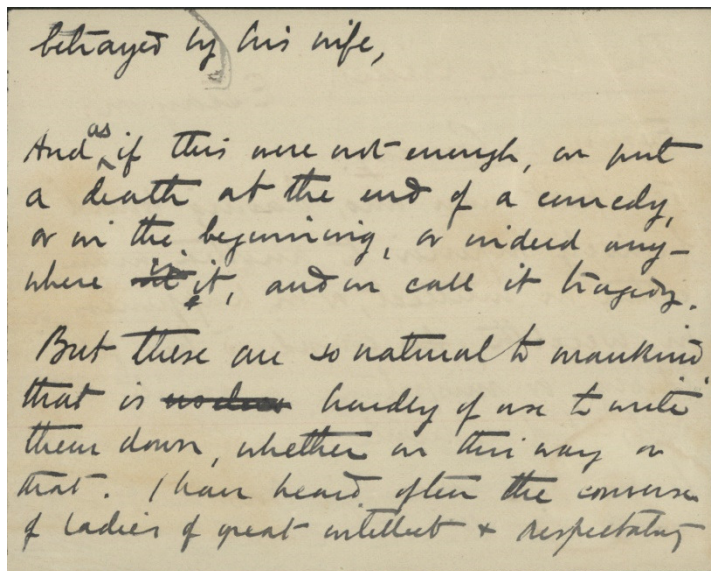 betrayed by his wife,
And as if this were not enough, we put
a death at the end of a comedy,
or in the beginning, or indeed any-
where in it, and we call it tragedy.
But these are so natural to mankind
that is hardly of use to write
them down, whether in this way or
that. I have heard often the converse
of ladies of great intellect + respectability